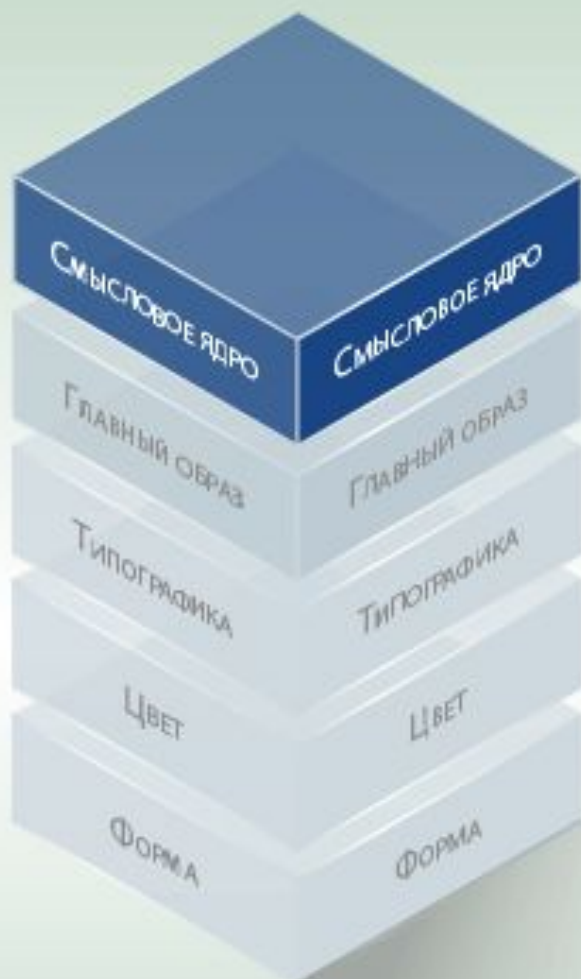 Смысловое ядро
Смысловое ядро
Главный образ
Главный образ
Типографика
Типографика
Цвет
Цвет
Форма
Форма